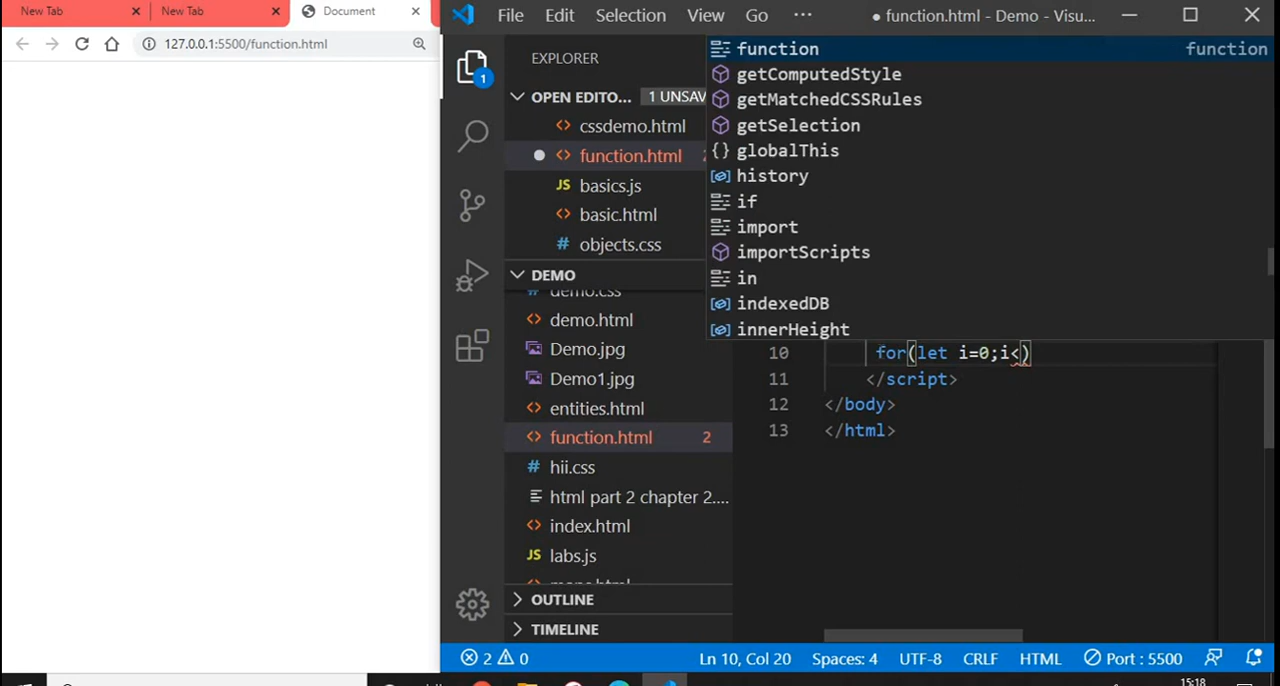 New Tab
New Tab
Document
127.0.0.1:5500/function.html
File Edit Selection View Go ··· ● function.html - Demo - Visu...
1
EXPLORER
OPEN EDITO... 1 UNSAV
cssdemo.html
function.html 2
basics.js
basic.html
objects.css
DEMO
demo.css
demo.html
Demo.jpg
Demo1.jpg
entities.html
function.html 2
hii.css
html part 2 chapter 2....
index.html
labs.js
OUTLINE
TIMELINE
function function
getComputedStyle
getMatchedCSSRules
getSelection
globalThis
history
if
import
importScripts
in
indexedDB
innerHeight
10 for(let i=0;i<)
11 </script>
12 </body>
13 </html>
2 0 Ln 10, Col 20 Spaces: 4 UTF-8 CRLF HTML Port : 5500
15:18